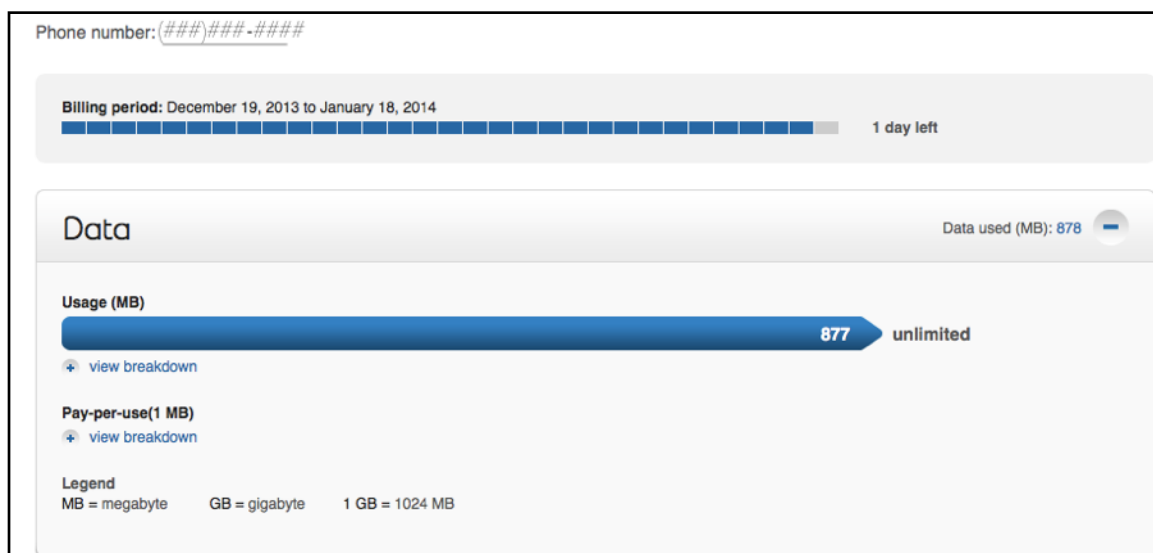 Phone number: (###)###-####
Billing period: December 19, 2013 to January 18, 2014
1 day left
Data
Data used (MB): 878
Usage (MB)
877 unlimited
view breakdown
Pay-per-use(1 MB)
view breakdown
Legend
MB = megabyte GB = gigabyte 1 GB = 1024 MB